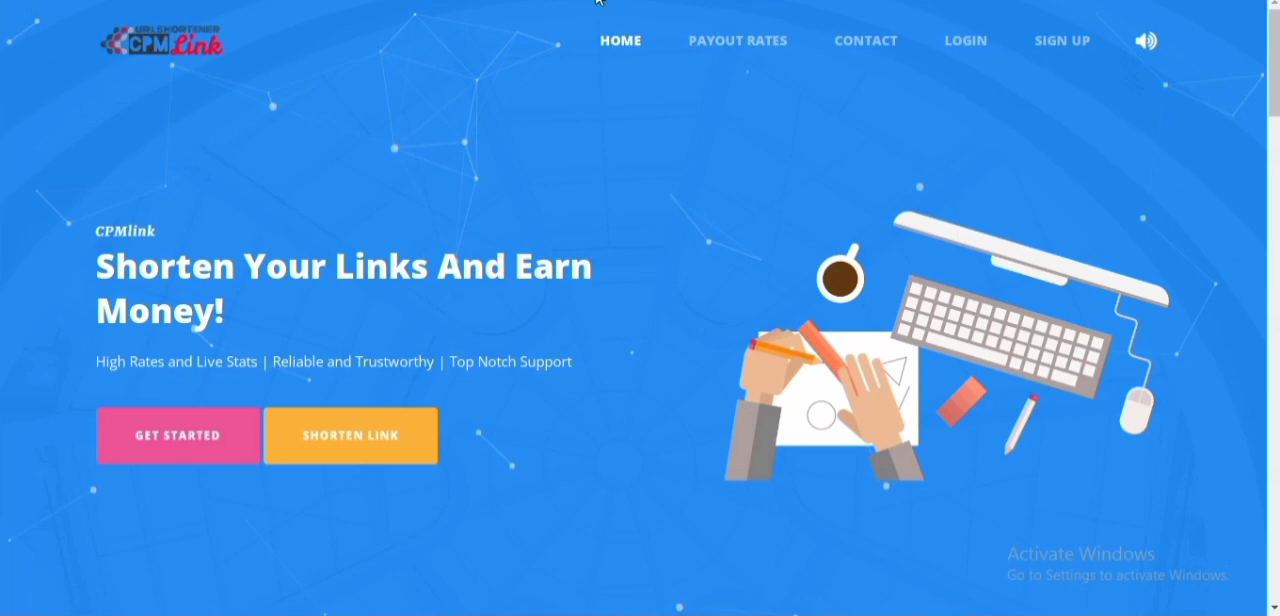 URL SHORTENER
CPM Link
HOME
PAYOUT RATES
CONTACT
LOGIN
SIGN UP
CPMlink
Shorten Your Links And Earn
Money!
High Rates and Live Stats | Reliable and Trustworthy | Top Notch Support
GET STARTED
SHORTEN LINK
Activate Windows
Go to Settings to activate Windows.